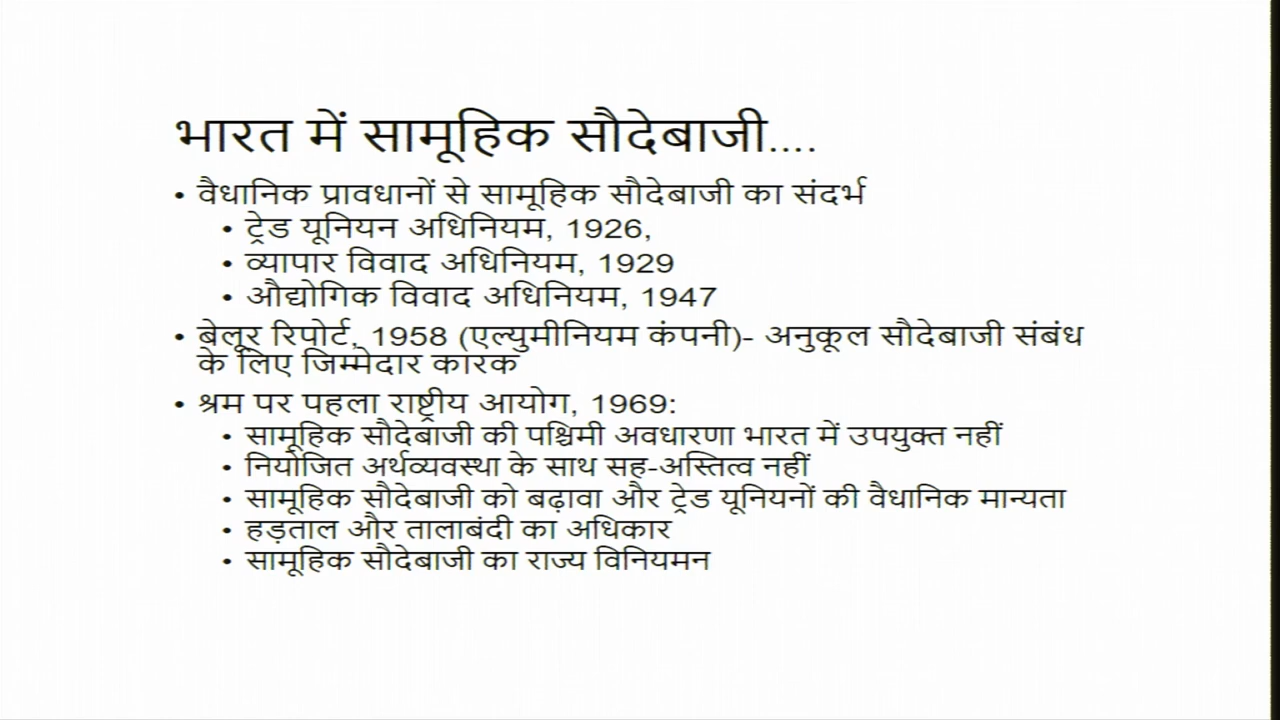 भारत में सामूहिक सौदेबाजी....
• वैधानिक प्रावधानों से सामूहिक सौदेबाजी का संदर्भ
• ट्रेड यूनियन अधिनियम, 1926,
• व्यापार विवाद अधिनियम, 1929
• औद्योगिक विवाद अधिनियम, 1947
• बेलूर रिपोर्ट, 1958 (एल्युमीनियम कंपनी)- अनुकूल सौदेबाजी संबंध
के लिए जिम्मेदार कारक
• श्रम पर पहला राष्ट्रीय आयोग, 1969:
• सामूहिक सौदेबाजी की पश्चिमी अवधारणा भारत में उपयुक्त नहीं
• नियोजित अर्थव्यवस्था के साथ सह-अस्तित्व नहीं
• सामूहिक सौदेबाजी को बढ़ावा और ट्रेड यूनियनों की वैधानिक मान्यता
• हड़ताल और तालाबंदी का अधिकार
• सामूहिक सौदेबाजी का राज्य विनियमन